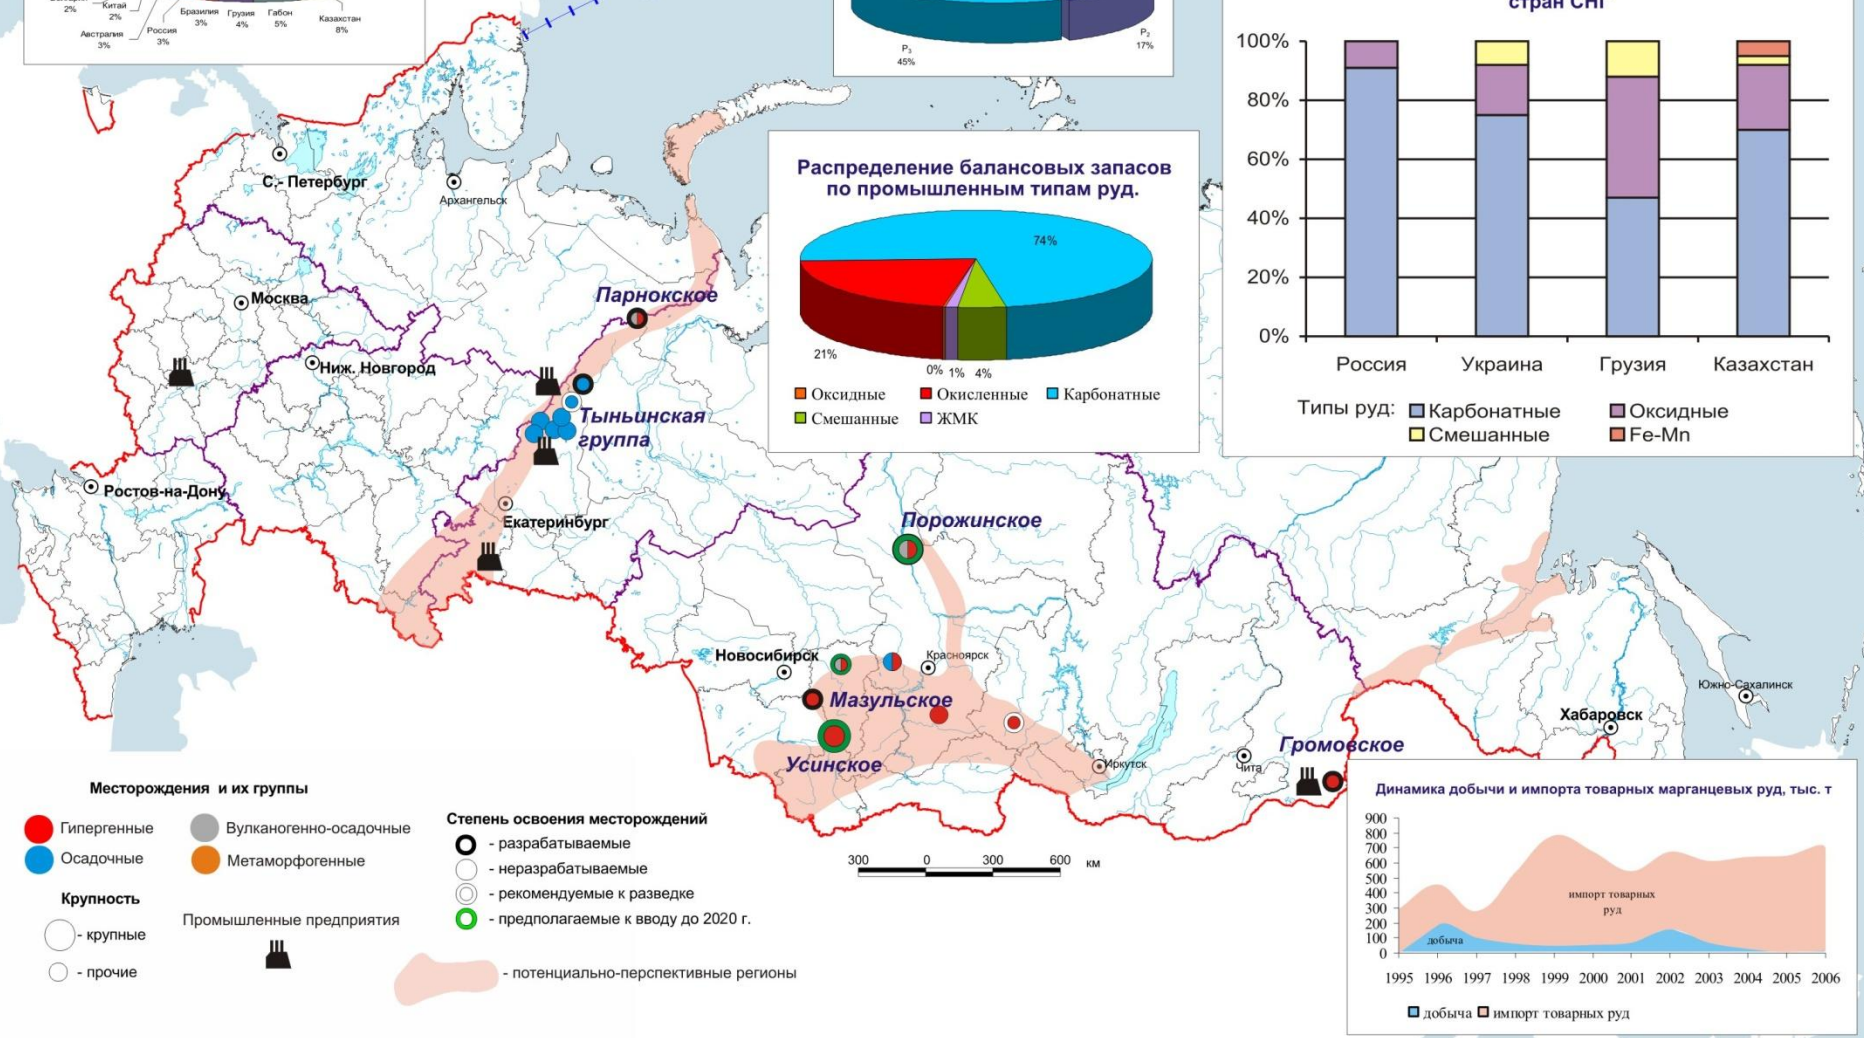 2%
Китай
2%
Австралия
3%
Россия
3%
Бразилия
3%
Грузия
4%
Габон
5%
Казахстан
8%
P₃
45%
P₂
17%
стран СНГ
100%
80%
60%
40%
20%
0%
Россия
Украина
Грузия
Казахстан
Типы руд:
Карбонатные
Оксидные
Смешанные
Fe-Mn
Распределение балансовых запасов
по промышленным типам руд.
74%
21%
0%
1%
4%
Оксидные
Окисленные
Карбонатные
Смешанные
ЖМК
С.- Петербург
Архангельск
Москва
Ниж. Новгород
Парнокское
Тыньинская
группа
Ростов-на-Дону
Екатеринбург
Порожинское
Новосибирск
Красноярск
Мазульское
Усинское
Иркутск
Чита
Громовское
Хабаровск
Южно-Сахалинск
Месторождения и их группы
Гипергенные
Вулканогенно-осадочные
Осадочные
Метаморфогенные
Крупность
- крупные
- прочие
Промышленные предприятия
Степень освоения месторождений
- разрабатываемые
- неразрабатываемые
- рекомендуемые к разведке
- предполагаемые к вводу до 2020 г.
- потенциально-перспективные регионы
300 0 300 600 км
Динамика добычи и импорта товарных марганцевых руд, тыс. т
900
800
700
600
500
400
300
200
100
0
импорт товарных
руд
добыча
1995 1996 1997 1998 1999 2000 2001 2002 2003 2004 2005 2006
добыча
импорт товарных руд